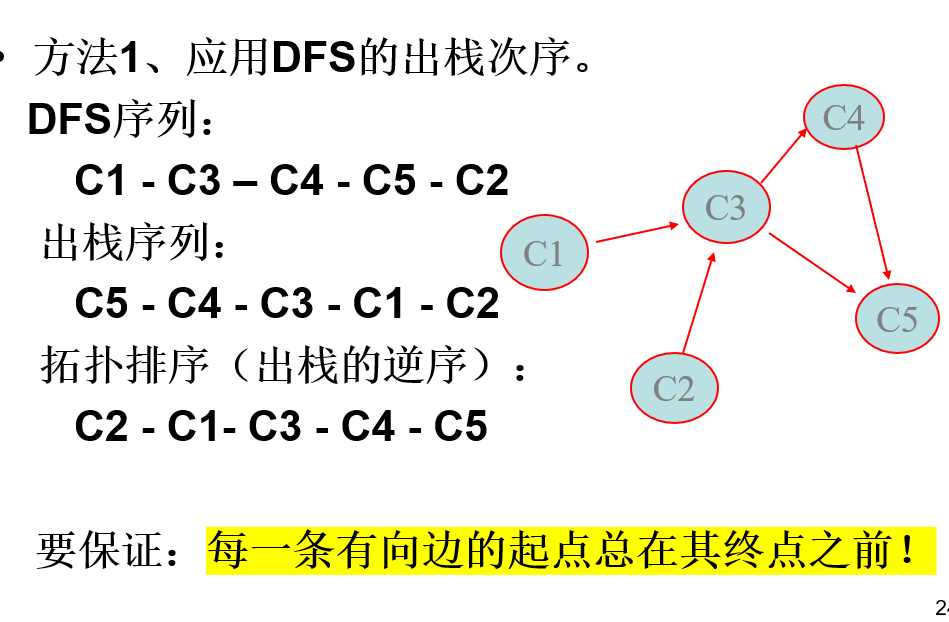 • 方法1、应用DFS的出栈次序。
DFS序列：
C1 - C3 – C4 - C5 - C2
出栈序列：
C5 - C4 - C3 - C1 - C2
拓扑排序（出栈的逆序）：
C2 - C1- C3 - C4 - C5
要保证：每一条有向边的起点总在其终点之前！
C4
C3
C1
C5
C2